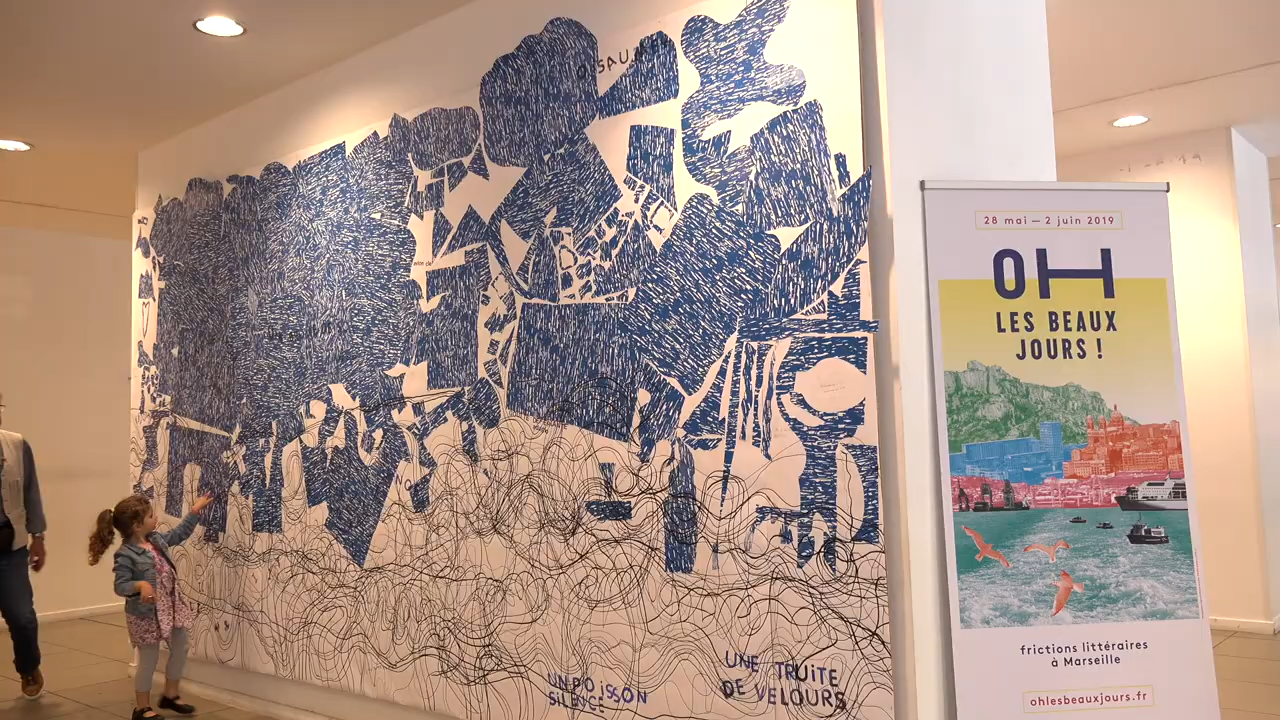 UN POISSON
SILENCE
UNE TRUITE
DE VELOURS
28 mai — 2 juin 2019
OH
LES BEAUX
JOURS !
frictions littéraires
à Marseille
ohlesbeauxjours.fr